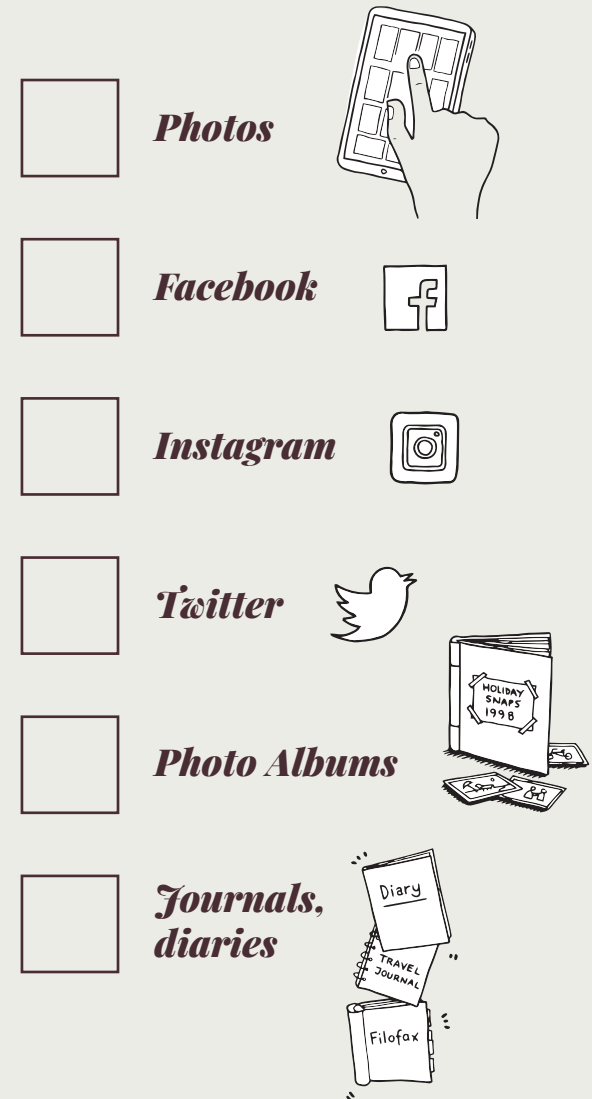 Photos
Facebook
Instagram
Twitter
HOLIDAY
SNAPS
1998
Photo Albums
Journals,
diaries
Diary
TRAVEL
JOURNAL
Filofax